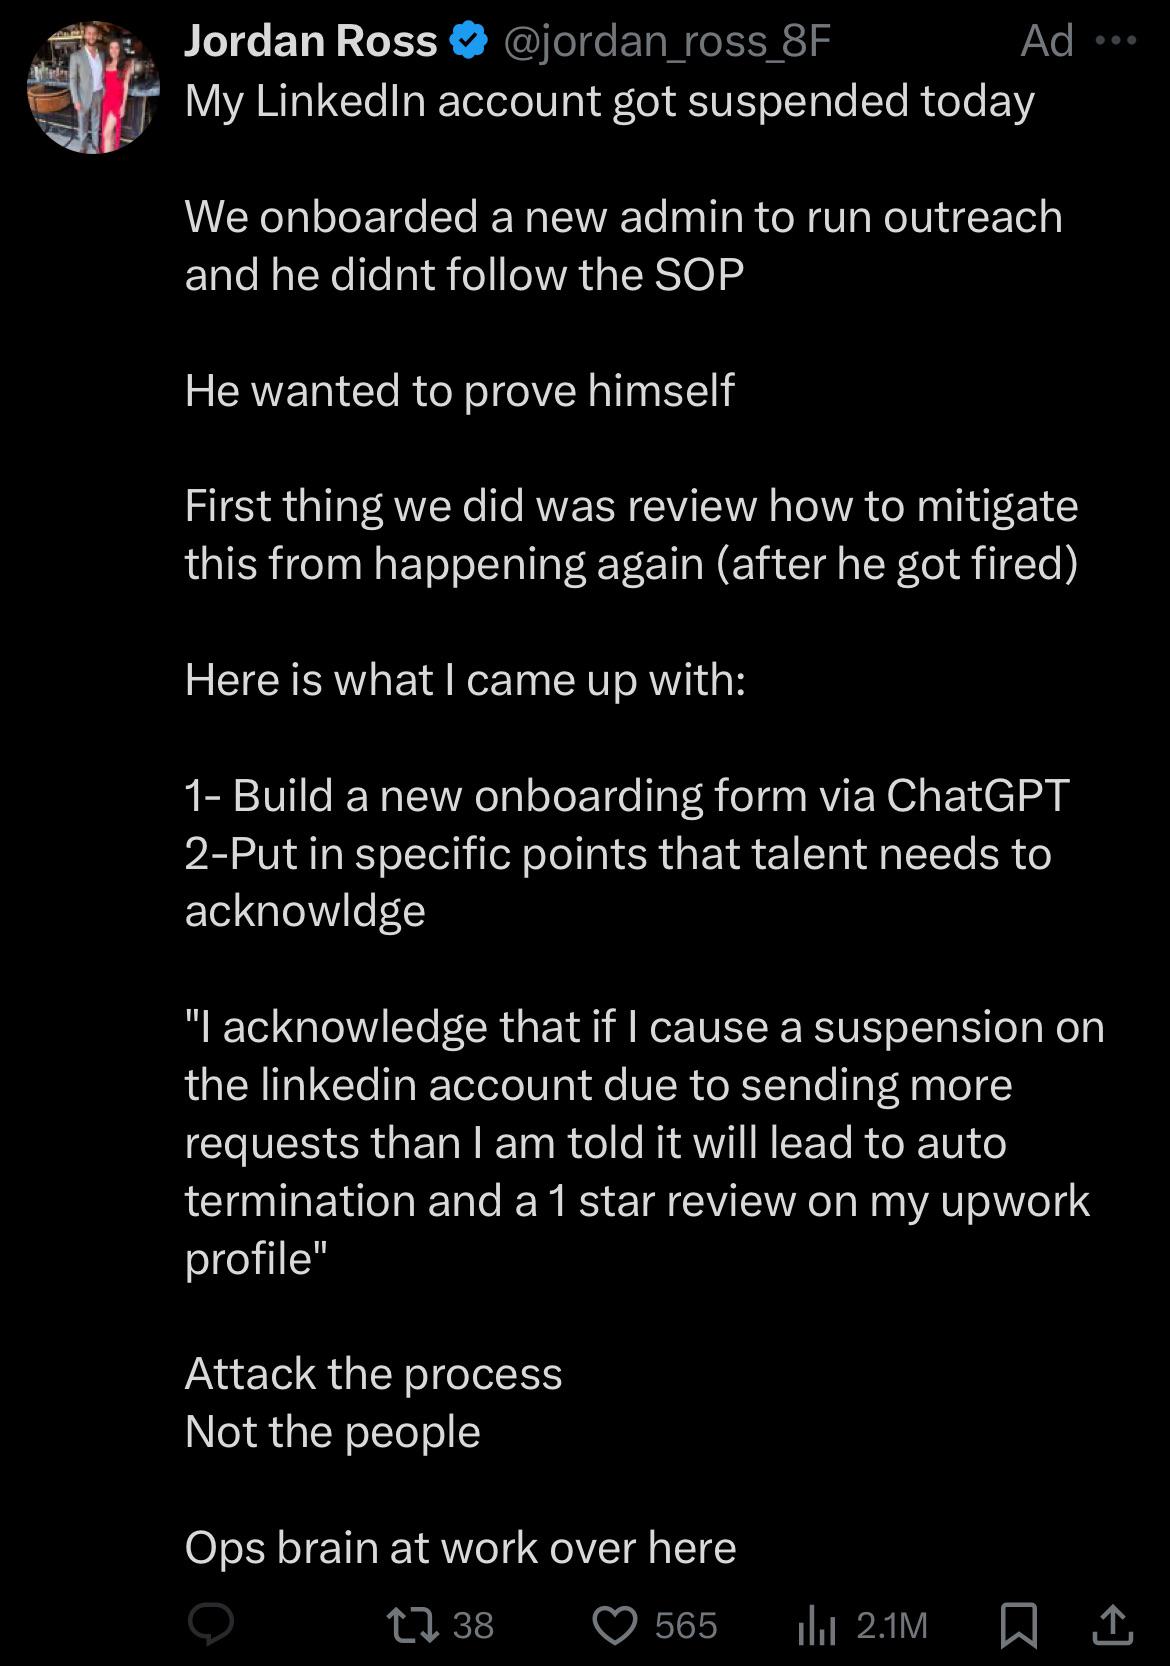 Jordan Ross @jordan_ross_8F Ad
My LinkedIn account got suspended today
We onboarded a new admin to run outreach
and he didnt follow the SOP
He wanted to prove himself
First thing we did was review how to mitigate
this from happening again (after he got fired)
Here is what I came up with:
1- Build a new onboarding form via ChatGPT
2-Put in specific points that talent needs to
acknowldge
"I acknowledge that if I cause a suspension on
the linkedin account due to sending more
requests than I am told it will lead to auto
termination and a 1 star review on my upwork
profile"
Attack the process
Not the people
Ops brain at work over here
38 565 2.1M